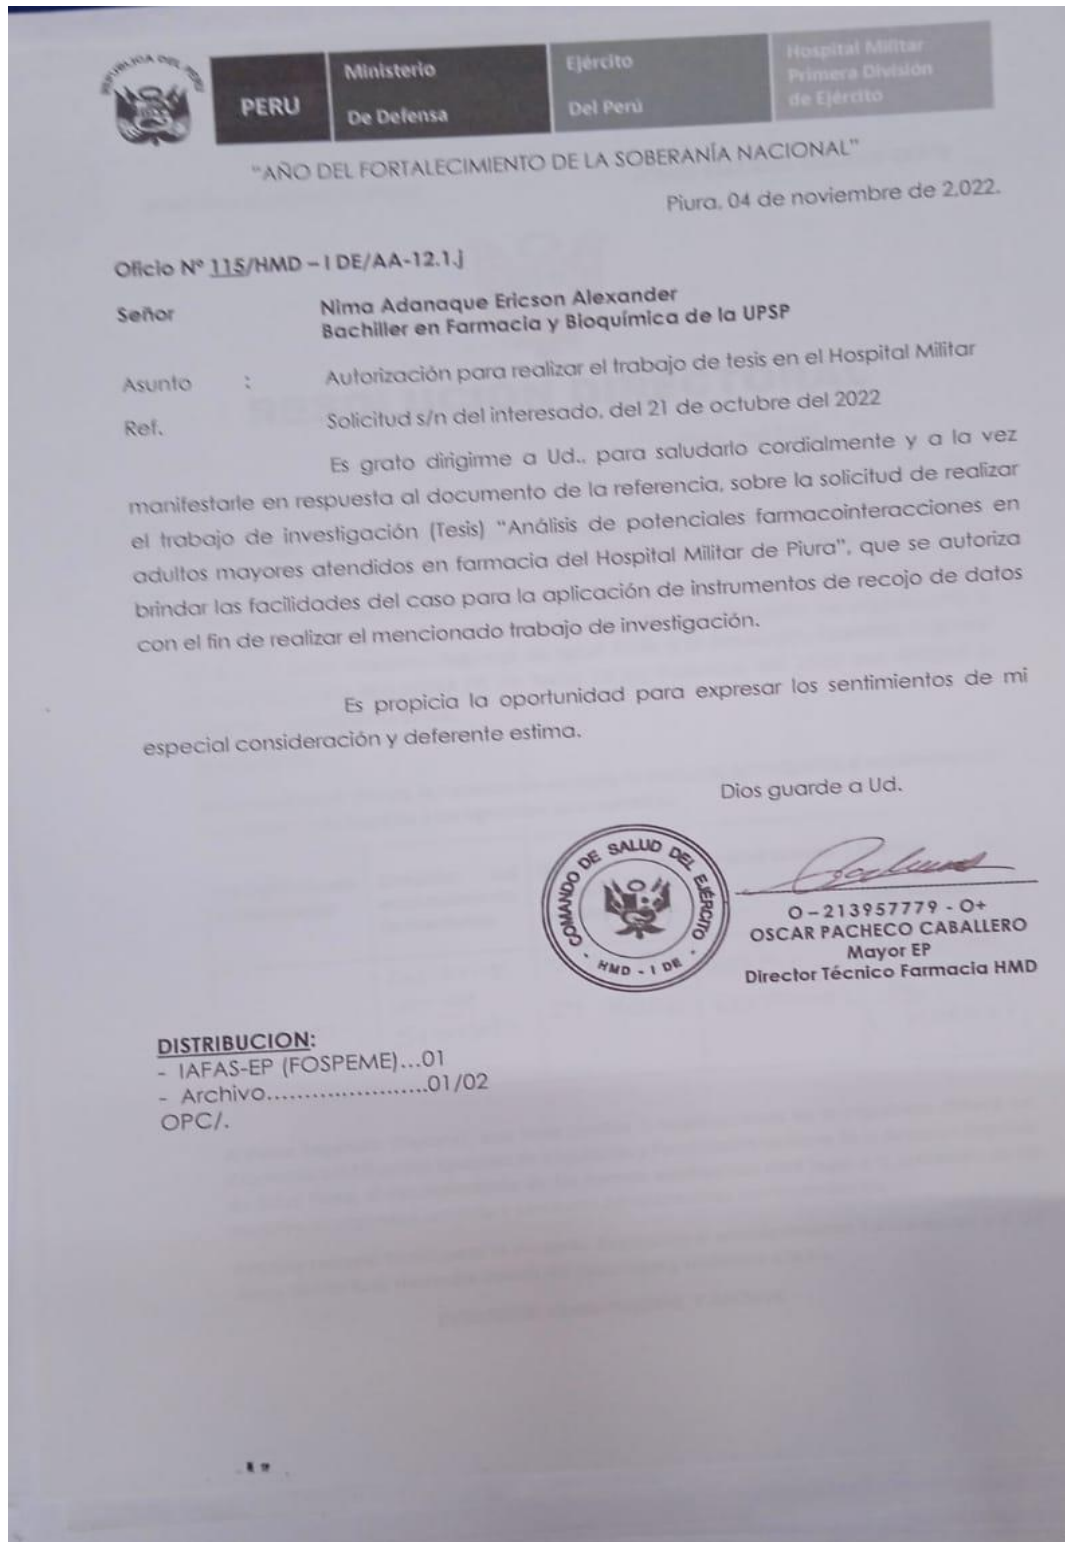 REPUBLICA DEL PERU
PERU
Ministerio
De Defensa
Ejército
Del Perú
Hospital Militar
Primera División
de Ejército
"AÑO DEL FORTALECIMIENTO DE LA SOBERANÍA NACIONAL"
Piura, 04 de noviembre de 2,022.
Oficio Nº 115/HMD – I DE/AA-12.1.j
Señor Nima Adanaque Ericson Alexander
Bachiller en Farmacia y Bioquímica de la UPSP
Asunto : Autorización para realizar el trabajo de tesis en el Hospital Militar
Ref. Solicitud s/n del interesado, del 21 de octubre del 2022
Es grato dirigirme a Ud., para saludarlo cordialmente y a la vez
manifestarle en respuesta al documento de la referencia, sobre la solicitud de realizar
el trabajo de investigación (Tesis) "Análisis de potenciales farmacointeracciones en
adultos mayores atendidos en farmacia del Hospital Militar de Piura", que se autoriza
brindar las facilidades del caso para la aplicación de instrumentos de recojo de datos
con el fin de realizar el mencionado trabajo de investigación.
Es propicia la oportunidad para expresar los sentimientos de mi
especial consideración y deferente estima.
Dios guarde a Ud.
COMANDO DE SALUD DEL EJÉRCITO
- HMD - I DE -
O – 213957779 - O+
OSCAR PACHECO CABALLERO
Mayor EP
Director Técnico Farmacia HMD
DISTRIBUCION:
- IAFAS-EP (FOSPEME)...01
- Archivo......................01/02
OPC/.